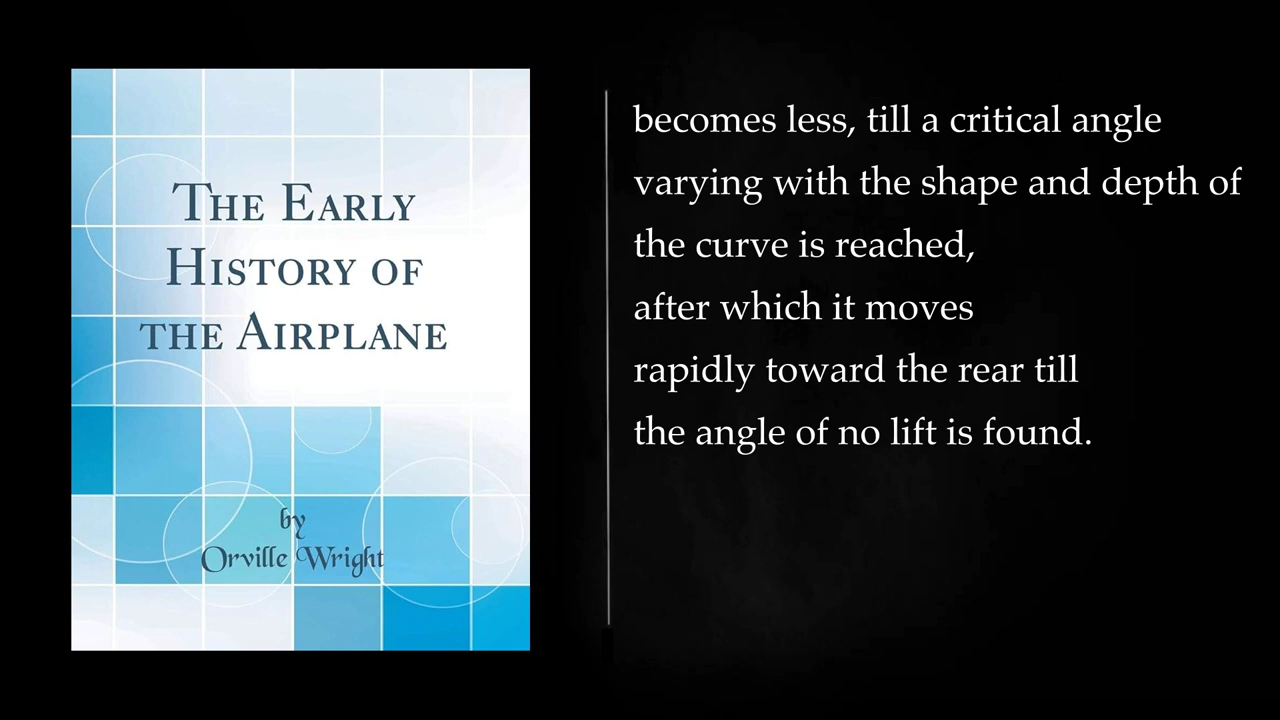 The Early
History of
the Airplane
by
Orville Wright
becomes less, till a critical angle
varying with the shape and depth of
the curve is reached,
after which it moves
rapidly toward the rear till
the angle of no lift is found.